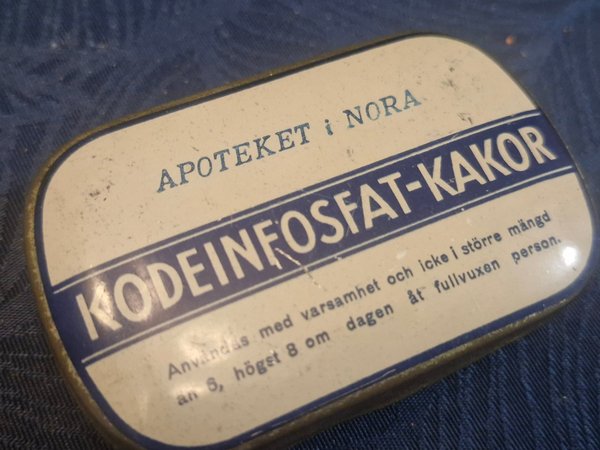 APOTEKET i NORA
KODEINFOSFAT-KAKOR
Användas med varsamhet och icke i större mängd
än 6, högst 8 om dagen åt fullvuxen person.